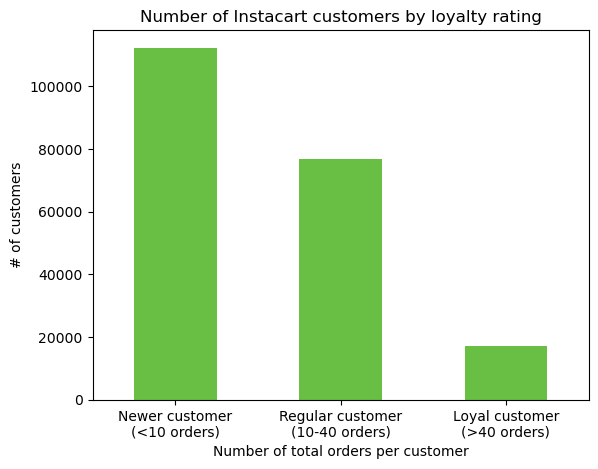 Number of Instacart customers by loyalty rating
# of customers
100000
80000
60000
40000
20000
0
Newer customer
(<10 orders)
Regular customer
(10-40 orders)
Loyal customer
(>40 orders)
Number of total orders per customer